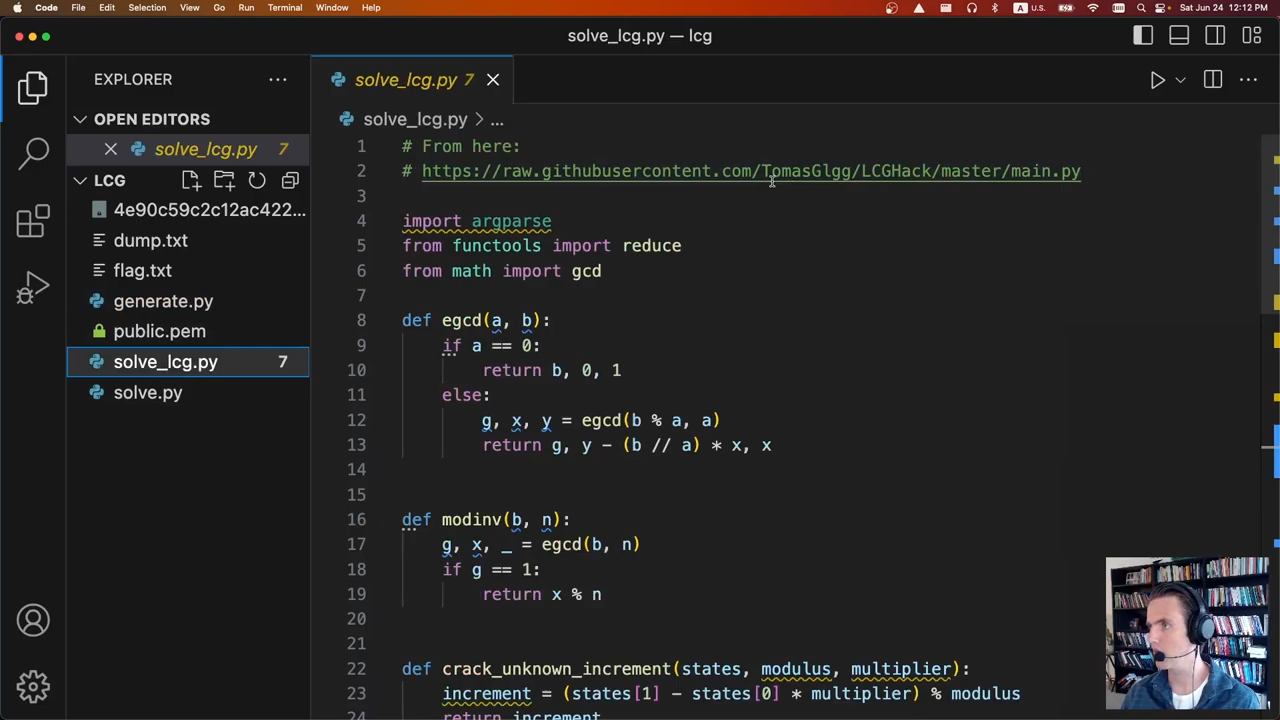 Code File Edit Selection View Go Run Terminal Window Help A U.S. Sat Jun 24 12:12 PM
solve_lcg.py — lcg
EXPLORER
solve_lcg.py 7
OPEN EDITORS
solve_lcg.py 7
LCG
4e90c59c2c12ac422...
dump.txt
flag.txt
generate.py
public.pem
solve_lcg.py 7
solve.py
solve_lcg.py > ...
1 # From here:
2 # https://raw.githubusercontent.com/TomasGlgg/LCGHack/master/main.py
3
4 import argparse
5 from functools import reduce
6 from math import gcd
7
8 def egcd(a, b):
9 if a == 0:
10 return b, 0, 1
11 else:
12 g, x, y = egcd(b % a, a)
13 return g, y - (b // a) * x, x
14
15
16 def modinv(b, n):
17 g, x, _ = egcd(b, n)
18 if g == 1:
19 return x % n
20
21
22 def crack_unknown_increment(states, modulus, multiplier):
23 increment = (states[1] - states[0] * multiplier) % modulus
24 return increment